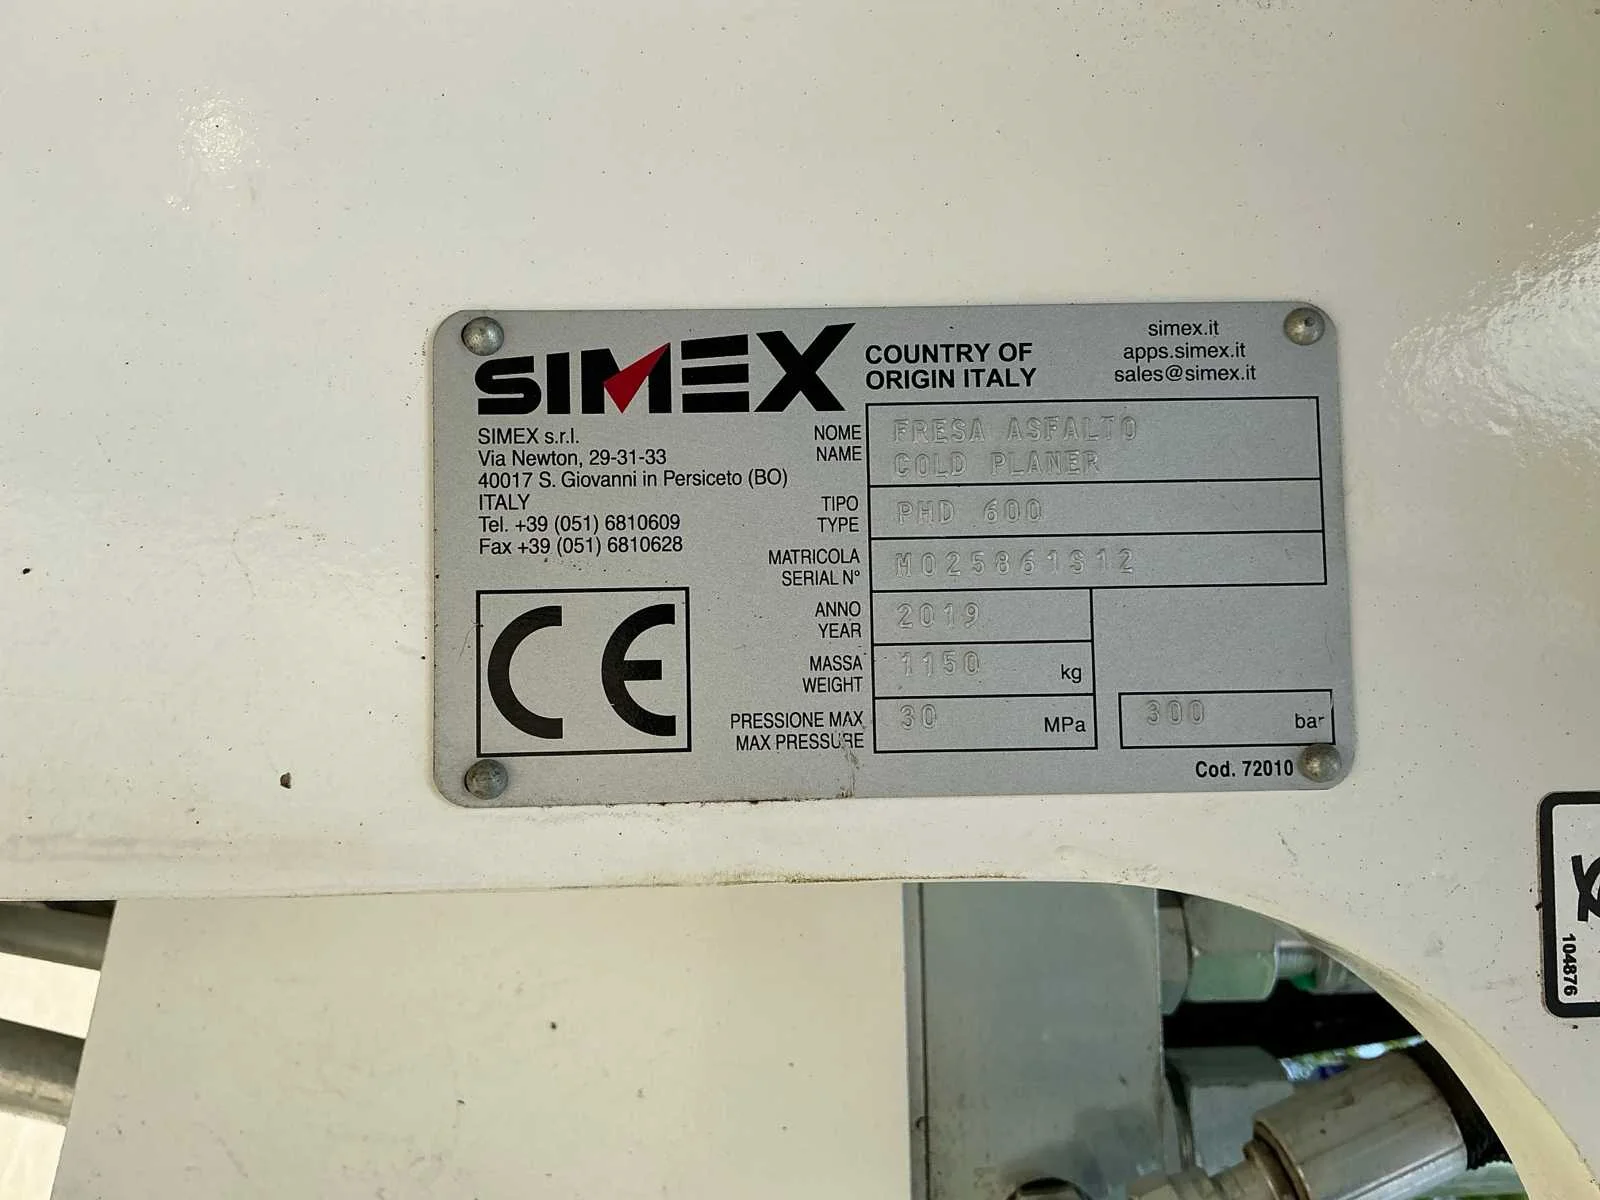 SIMEX
COUNTRY OF
ORIGIN ITALY
simex.it
apps.simex.it
sales@simex.it
SIMEX s.r.l.
Via Newton, 29-31-33
40017 S. Giovanni in Persiceto (BO)
ITALY
Tel. +39 (051) 6810609
Fax +39 (051) 6810628
CE
NOME FRESA ASFALTO
NAME COLD PLANER
TIPO
TYPE PHD 600
MATRICOLA
SERIAL N° M025861S12
ANNO
YEAR 2019
MASSA
WEIGHT 1150 kg
PRESSIONE MAX
MAX PRESSURE 30 MPa 300 bar
Cod. 72010
104876